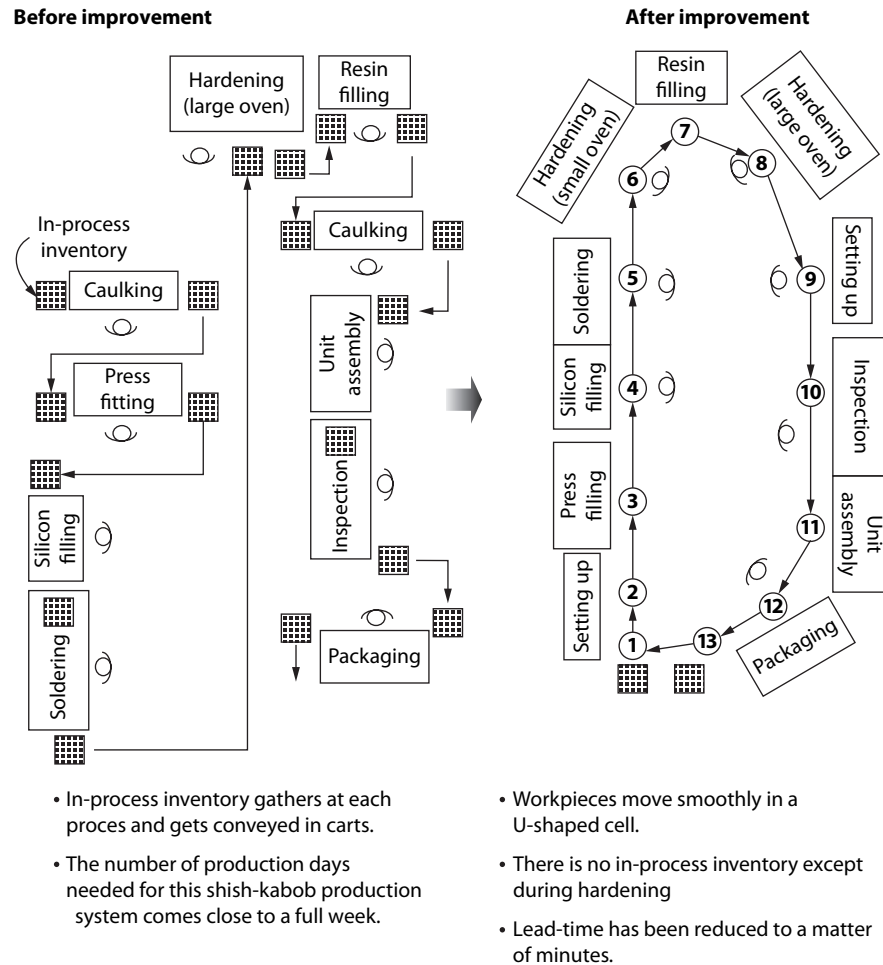 Before improvement
Hardening
(large oven)
Resin
filling
In-process
inventory
Caulking
Caulking
Press
fitting
Unit
assembly
Silicon
filling
Inspection
Soldering
Packaging
• In-process inventory gathers at each
proces and gets conveyed in carts.
• The number of production days
needed for this shish-kabob production
system comes close to a full week.
After improvement
Resin
filling
Hardening
(small oven)
Hardening
(large oven)
7
8
6
Soldering
5
9
Setting up
Silicon
filling
4
10
Inspection
Press
filling
3
11
Unit
assembly
Setting up
2
12
1
13
Packaging
• Workpieces move smoothly in a
U-shaped cell.
• There is no in-process inventory except
during hardening
• Lead-time has been reduced to a matter
of minutes.